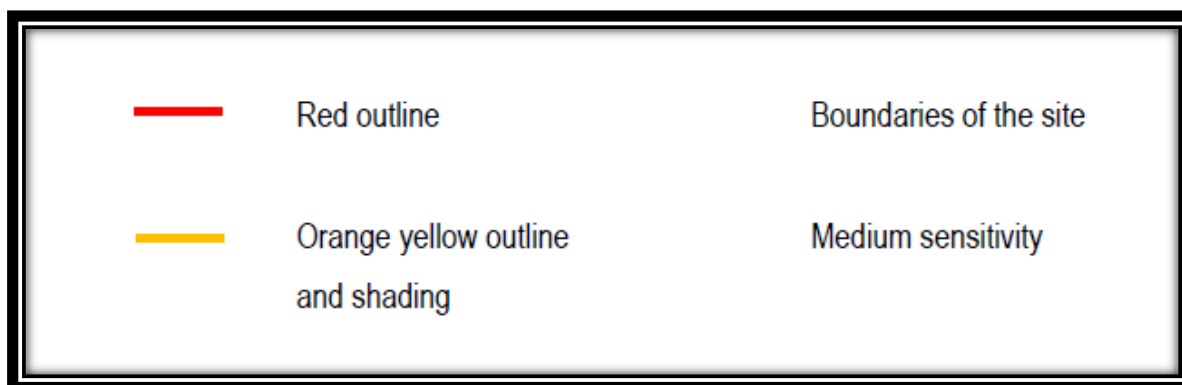 Red outline Boundaries of the site
Orange yellow outline Medium sensitivity
and shading